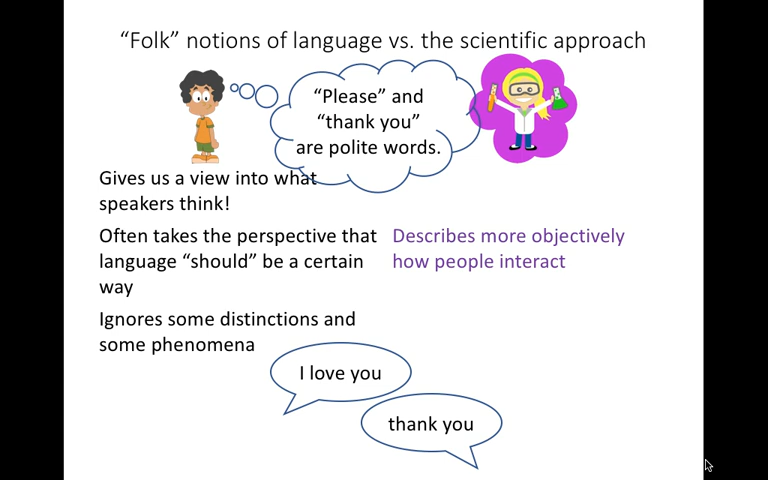 “Folk” notions of language vs. the scientific approach
“Please” and
“thank you”
are polite words.
Gives us a view into what
speakers think!
Often takes the perspective that
language “should” be a certain
way
Describes more objectively
how people interact
Ignores some distinctions and
some phenomena
I love you
thank you